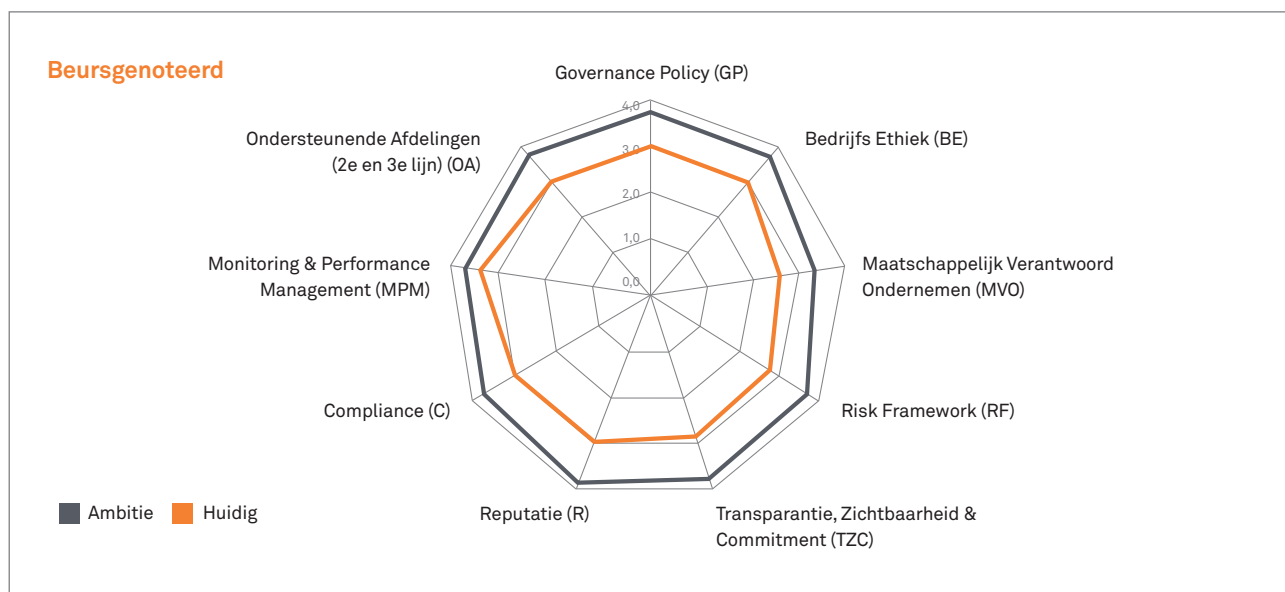 Beursgenoteerd
Governance Policy (GP)
Bedrijfs Ethiek (BE)
Maatschappelijk Verantwoord
Ondernemen (MVO)
Risk Framework (RF)
Transparantie, Zichtbaarheid &
Commitment (TZC)
Reputatie (R)
Compliance (C)
Monitoring & Performance
Management (MPM)
Ondersteunende Afdelingen
(2e en 3e lijn) (OA)
4,0
3,0
2,0
1,0
0,0
Ambitie
Huidig